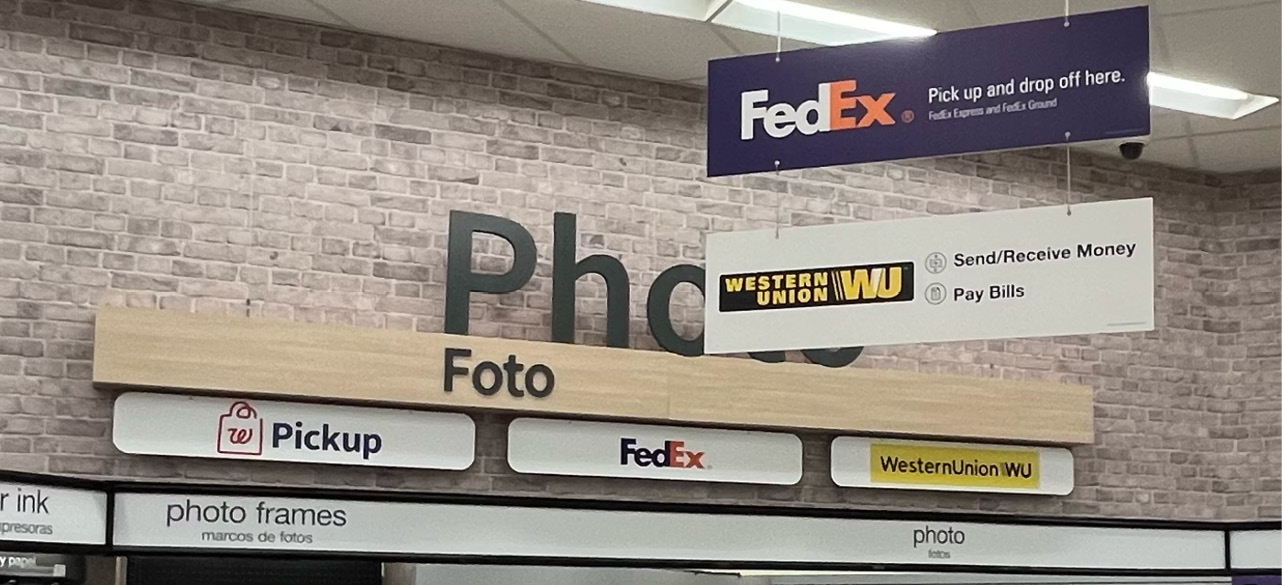 FedEx®
Pick up and drop off here.
FedEx Express and FedEx Ground
WESTERN
UNION WU
Send/Receive Money
Pay Bills
Pho
Foto
w Pickup
FedEx
WesternUnion WU
r ink
presoras
photo frames
marcos de fotos
photo
fotos
y papel